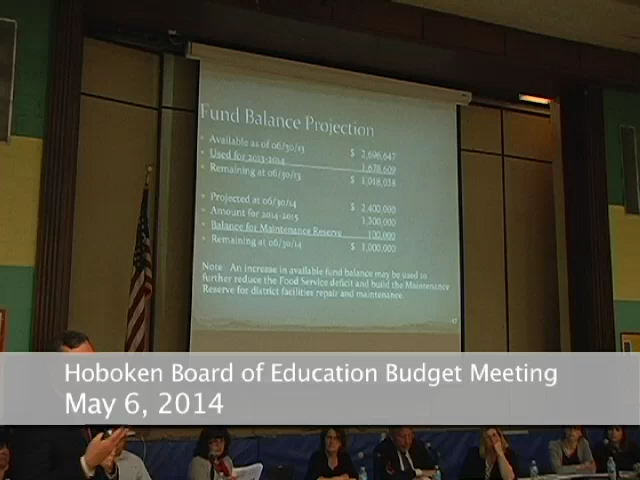 Fund Balance Projection
Available as of 06/30/13 $ 2,696,647
Used for 2013-2014 1,678,609
Remaining at 06/30/13 $ 1,018,038
Projected at 06/30/14 $ 2,400,000
Amount for 2014-2015 1,300,000
Balance for Maintenance Reserve 100,000
Remaining at 06/30/14 $ 1,000,000
Note: An increase in available fund balance may be used to
further reduce the Food Service deficit and build the Maintenance
Reserve for district facilities repair and maintenance.
Hoboken Board of Education Budget Meeting
May 6, 2014